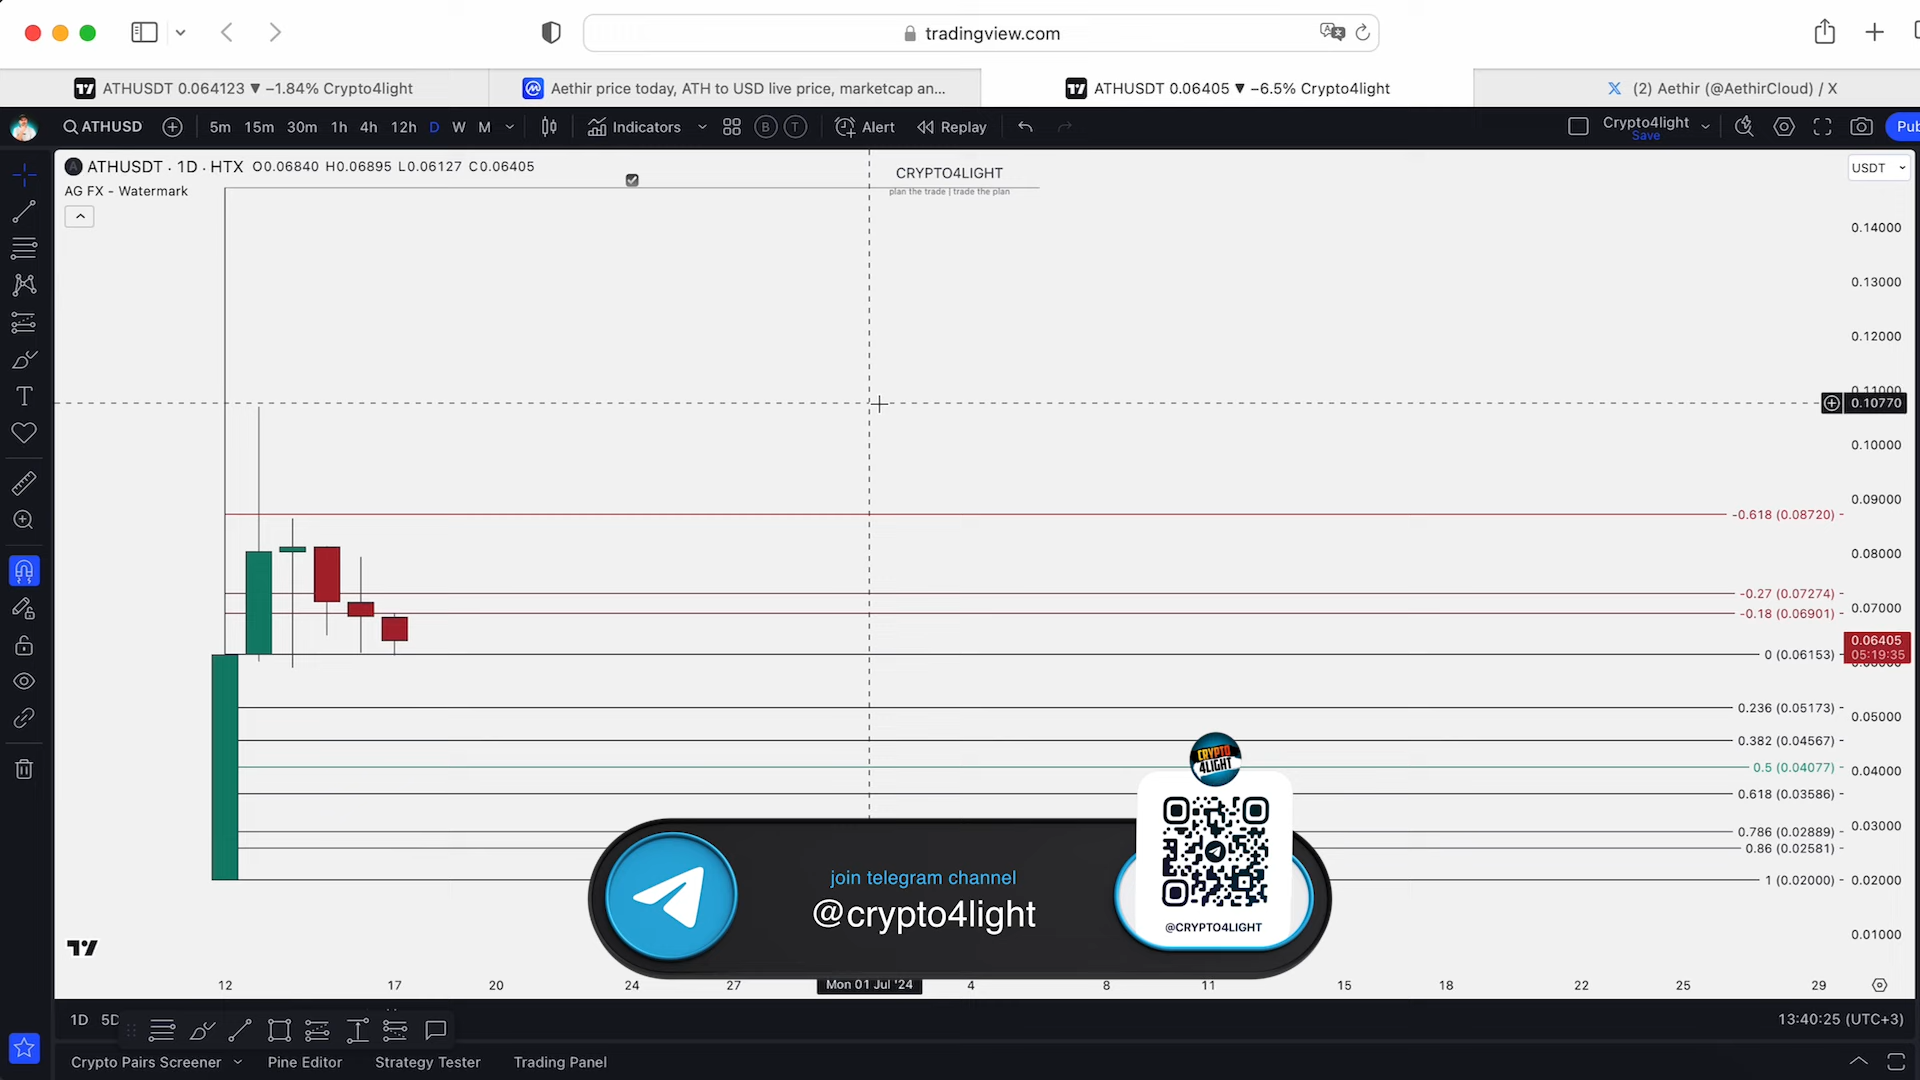 tradingview.com
ATHUSDT 0.064123 ▼ −1.84% Crypto4light
Aethir price today, ATH to USD live price, marketcap an...
ATHUSDT 0.06405 ▼ −6.5% Crypto4light
(2) Aethir (@AethirCloud) / X
ATHUSD
5m 15m 30m 1h 4h 12h D W M
Indicators
B T
Alert
Replay
Crypto4light
Save
Pub
ATHUSDT · 1D · HTX O0.06840 H0.06895 L0.06127 C0.06405
AG FX - Watermark
CRYPTO4LIGHT
plan the trade | trade the plan
USDT
0.14000
0.13000
0.12000
0.11000
0.10770
0.10000
0.09000
-0.618 (0.08720)
0.08000
-0.27 (0.07274)
0.07000
-0.18 (0.06901)
0.06405
05:19:35
0 (0.06153)
0.236 (0.05173)
0.05000
0.382 (0.04567)
0.5 (0.04077)
0.04000
0.618 (0.03586)
0.786 (0.02889)
0.03000
0.86 (0.02581)
1 (0.02000)
0.02000
0.01000
CRYPTO
4LIGHT
join telegram channel
@crypto4light
@CRYPTO4LIGHT
12 17 20 24 27 Mon 01 Jul '24 4 8 11 15 18 22 25 29
1D 5D
13:40:25 (UTC+3)
Crypto Pairs Screener
Pine Editor
Strategy Tester
Trading Panel